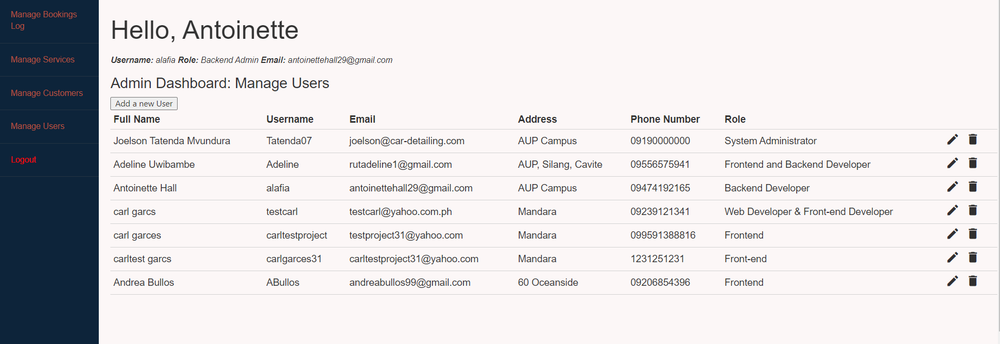 Manage Bookings
Log
Manage Services
Manage Customers
Manage Users
Logout
Hello, Antoinette
Username: alafia Role: Backend Admin Email: antoinettehall29@gmail.com
Admin Dashboard: Manage Users
Add a new User
Full Name Username Email Address Phone Number Role
Joelson Tatenda Mvundura Tatenda07 joelson@car-detailing.com AUP Campus 09190000000 System Administrator
Adeline Uwibambe Adeline rutadeline1@gmail.com AUP, Silang, Cavite 09556575941 Frontend and Backend Developer
Antoinette Hall alafia antoinettehall29@gmail.com AUP Campus 09474192165 Backend Developer
carl garcs testcarl testcarl@yahoo.com.ph Mandara 09239121341 Web Developer & Front-end Developer
carl garces carltestproject testproject31@yahoo.com Mandara 099591388816 Frontend
carltest garcs carlgarces31 carltestproject31@yahoo.com Mandara 1231251231 Front-end
Andrea Bullos ABullos andreabullos99@gmail.com 60 Oceanside 09206854396 Frontend